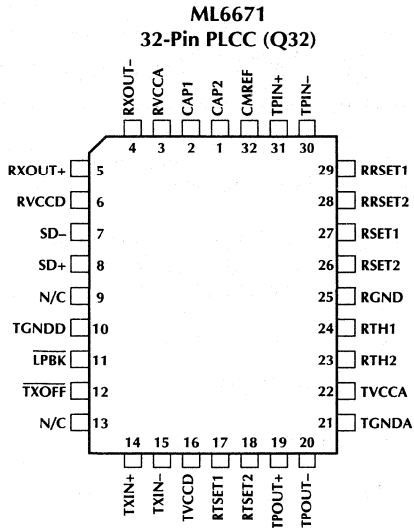 ML6671
32-Pin PLCC (Q32)
RXOUT− RVCCA CAP1 CAP2 CMREF TPIN+ TPIN−
4 3 2 1 32 31 30
RXOUT+ 5 29 RRSET1
RVCCD 6 28 RRSET2
SD− 7 27 RSET1
SD+ 8 26 RSET2
N/C 9 25 RGND
TGNDD 10 24 RTH1
LPBK 11 23 RTH2
TXOFF 12 22 TVCCA
N/C 13 21 TGNDA
14 15 16 17 18 19 20
TXIN+ TXIN− TVCCD RTSET1 RTSET2 TPOUT+ TPOUT−